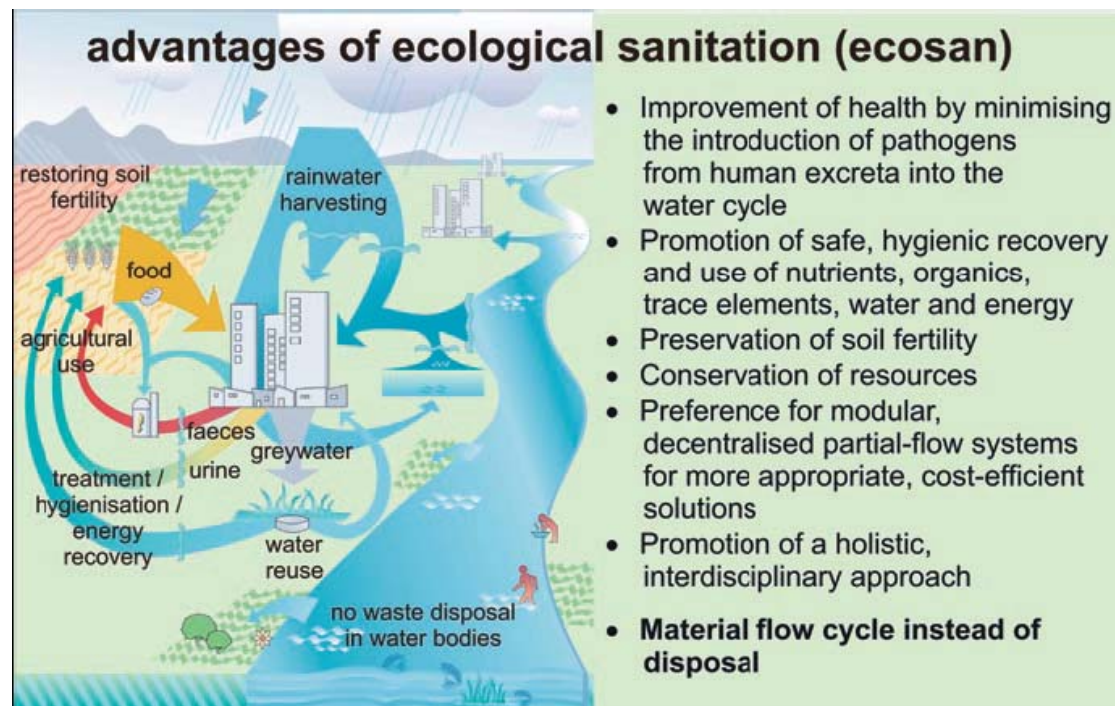 advantages of ecological sanitation (ecosan)
restoring soil
fertility
rainwater
harvesting
food
agricultural
use
faeces
urine
greywater
treatment /
hygienisation /
energy
recovery
water
reuse
no waste disposal
in water bodies
• Improvement of health by minimising
the introduction of pathogens
from human excreta into the
water cycle
• Promotion of safe, hygienic recovery
and use of nutrients, organics,
trace elements, water and energy
• Preservation of soil fertility
• Conservation of resources
• Preference for modular,
decentralised partial-flow systems
for more appropriate, cost-efficient
solutions
• Promotion of a holistic,
interdisciplinary approach
• Material flow cycle instead of
disposal